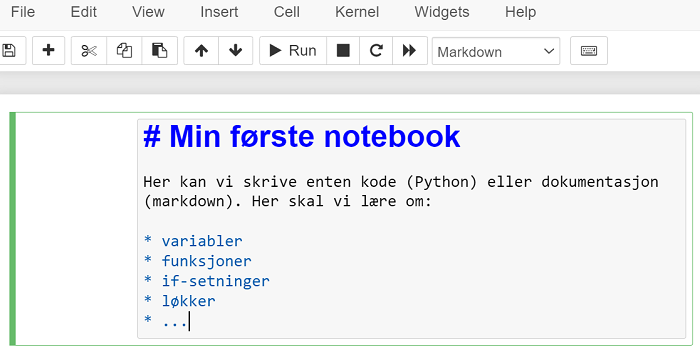 File Edit View Insert Cell Kernel Widgets Help
Run Markdown
# Min første notebook
Her kan vi skrive enten kode (Python) eller dokumentasjon
(markdown). Her skal vi lære om:
* variabler
* funksjoner
* if-setninger
* løkker
* ...